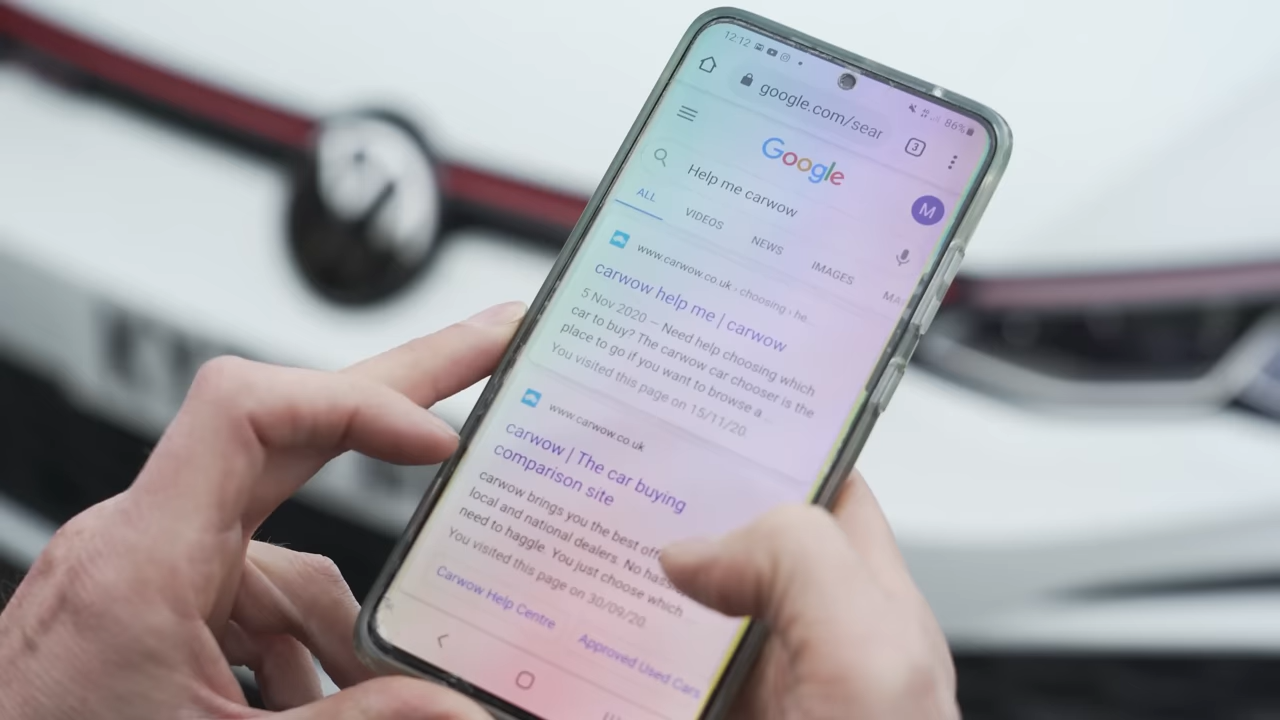 12:12
86%
google.com/sear
3
Google
M
Help me carwow
ALL VIDEOS NEWS IMAGES MA
www.carwow.co.uk › choosing › he
carwow help me | carwow
5 Nov 2020 — Need help choosing which
car to buy? The carwow car chooser is the
place to go if you want to browse a ...
You visited this page on 15/11/20.
www.carwow.co.uk
carwow | The car buying
comparison site
carwow brings you the best off
local and national dealers. No hass
need to haggle. You just choose which
You visited this page on 30/09/20.
Carwow Help Centre Approved Used Cars